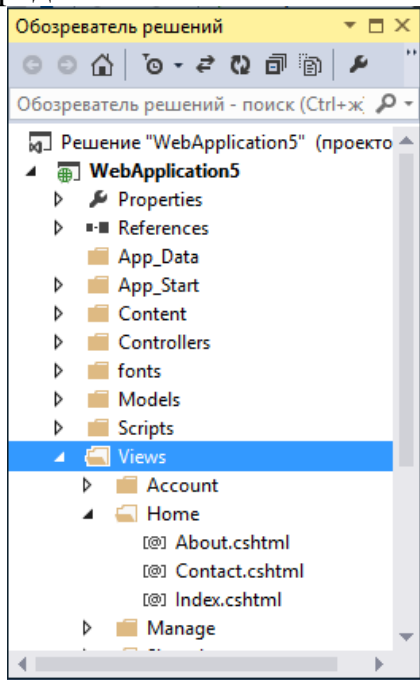 Обозреватель решений
Обозреватель решений - поиск (Ctrl+ж)
Решение "WebApplication5" (проекто
WebApplication5
Properties
References
App_Data
App_Start
Content
Controllers
fonts
Models
Scripts
Views
Account
Home
[@] About.cshtml
[@] Contact.cshtml
[@] Index.cshtml
Manage